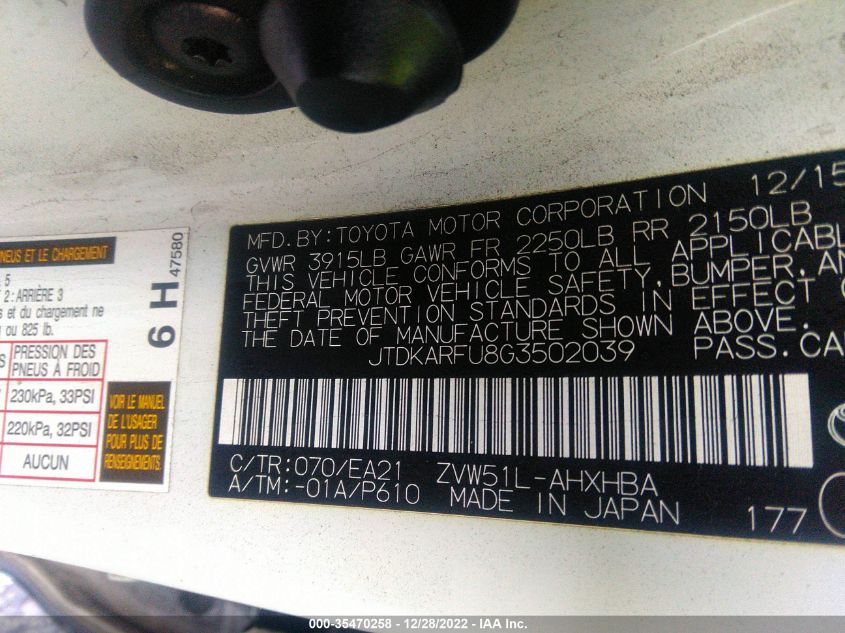 PNEUS ET LE CHARGEMENT
5
2 : ARRIÈRE 3
s et du chargement ne
ou 825 lb.
PRESSION DES
PNEUS À FROID
230kPa, 33PSI
220kPa, 32PSI
AUCUN
VOIR LE MANUEL
DE L'USAGER
POUR PLUS DE
RENSEIGNEMENTS.
6 H
47580
MFD. BY: TOYOTA MOTOR CORPORATION 12/15
GVWR 3915LB GAWR FR 2250LB RR 2150LB
THIS VEHICLE CONFORMS TO ALL APPLICABL
FEDERAL MOTOR VEHICLE SAFETY, BUMPER, AN
THEFT PREVENTION STANDARDS IN EFFECT O
THE DATE OF MANUFACTURE SHOWN ABOVE.
JTDKARFU8G3502039 PASS. CA
C/TR:070/EA21 ZVW51L-AHXHBA
A/TM:-01A/P610 MADE IN JAPAN 177
000-35470258 - 12/28/2022 - IAA Inc.